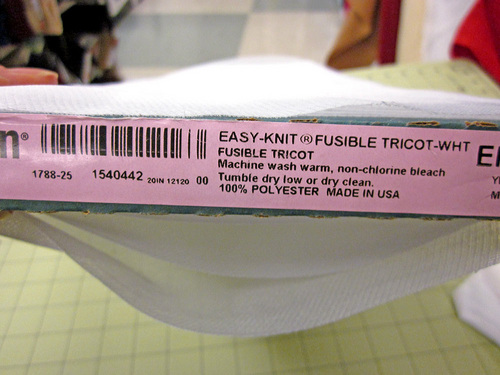 EASY-KNIT® FUSIBLE TRICOT-WHT
FUSIBLE TRICOT
Machine wash warm, non-chlorine bleach
Tumble dry low or dry clean.
100% POLYESTER MADE IN USA
1788-25 1540442 20IN 12120 00